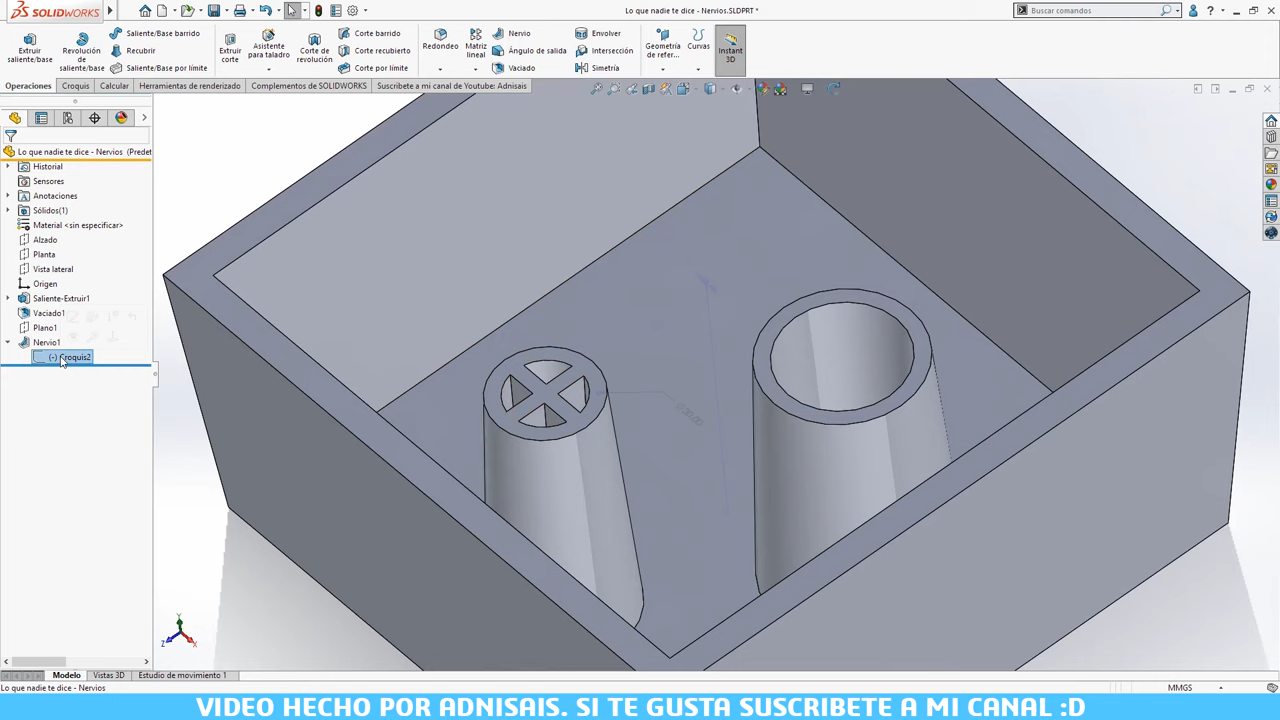 SOLIDWORKS
Lo que nadie te dice - Nervios.SLDPRT *
Buscar comandos
Extruir saliente/base
Revolución de saliente/base
Saliente/Base barrido
Recubrir
Saliente/Base por límite
Extruir corte
Asistente para taladro
Corte de revolución
Corte barrido
Corte recubierto
Corte por límite
Redondeo
Matriz lineal
Nervio
Ángulo de salida
Vaciado
Envolver
Intersección
Simetría
Geometría de refer...
Curvas
Instant 3D
Operaciones
Croquis
Calcular
Herramientas de renderizado
Complementos de SOLIDWORKS
Suscribete a mi canal de Youtube: Adnisais
Lo que nadie te dice - Nervios (Predet
Historial
Sensores
Anotaciones
Sólidos(1)
Material <sin especificar>
Alzado
Planta
Vista lateral
Origen
Saliente-Extruir1
Vaciado1
Plano1
Nervio1
(-) Croquis2
Y
Z
X
Modelo
Vistas 3D
Estudio de movimiento 1
Lo que nadie te dice - Nervios
MMGS
VIDEO HECHO POR ADNISAIS. SI TE GUSTA SUSCRIBETE A MI CANAL :D